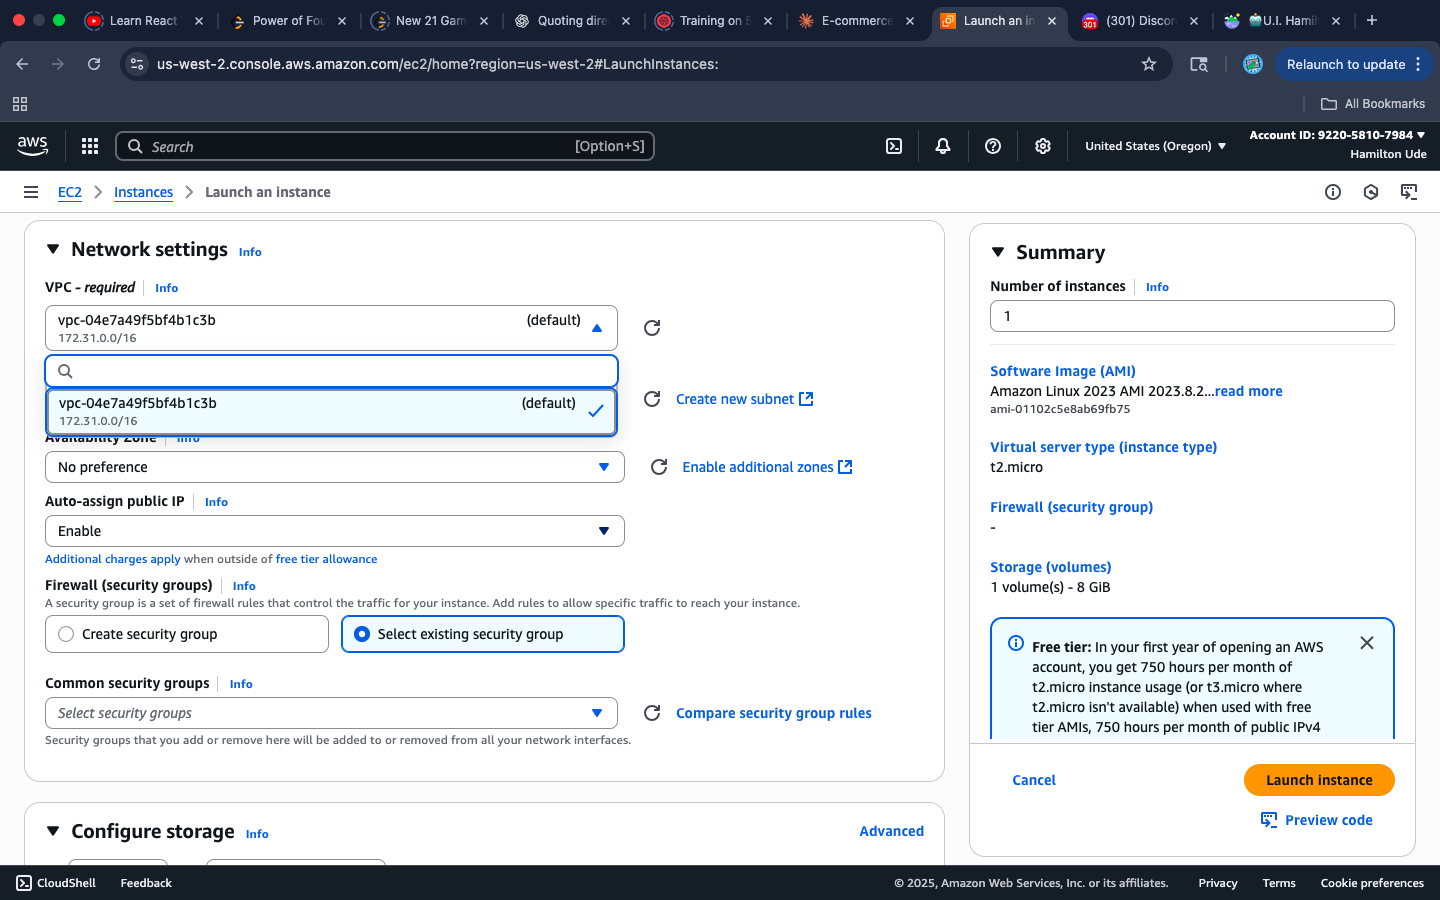 Learn React
Power of Fou
New 21 Gam
Quoting dire
Training on 5
E-commerce
Launch an in
301
(301) Discor
U.I. Hamil
us-west-2.console.aws.amazon.com/ec2/home?region=us-west-2#LaunchInstances:
Relaunch to update
All Bookmarks
aws
Search
[Option+S]
United States (Oregon)
Account ID: 9220-5810-7984
Hamilton Ude
EC2
Instances
Launch an instance
Network settings Info
VPC - required Info
vpc-04e7a49f5bf4b1c3b (default)
172.31.0.0/16
vpc-04e7a49f5bf4b1c3b (default)
172.31.0.0/16
Create new subnet
Availability Zone Info
No preference
Enable additional zones
Auto-assign public IP Info
Enable
Additional charges apply when outside of free tier allowance
Firewall (security groups) Info
A security group is a set of firewall rules that control the traffic for your instance. Add rules to allow specific traffic to reach your instance.
Create security group
Select existing security group
Common security groups Info
Select security groups
Compare security group rules
Security groups that you add or remove here will be added to or removed from all your network interfaces.
Configure storage Info
Advanced
Summary
Number of instances Info
1
Software Image (AMI)
Amazon Linux 2023 AMI 2023.8.2...read more
ami-01102c5e8ab69fb75
Virtual server type (instance type)
t2.micro
Firewall (security group)
-
Storage (volumes)
1 volume(s) - 8 GiB
Free tier: In your first year of opening an AWS
account, you get 750 hours per month of
t2.micro instance usage (or t3.micro where
t2.micro isn't available) when used with free
tier AMIs, 750 hours per month of public IPv4
Cancel
Launch instance
Preview code
CloudShell
Feedback
© 2025, Amazon Web Services, Inc. or its affiliates.
Privacy
Terms
Cookie preferences